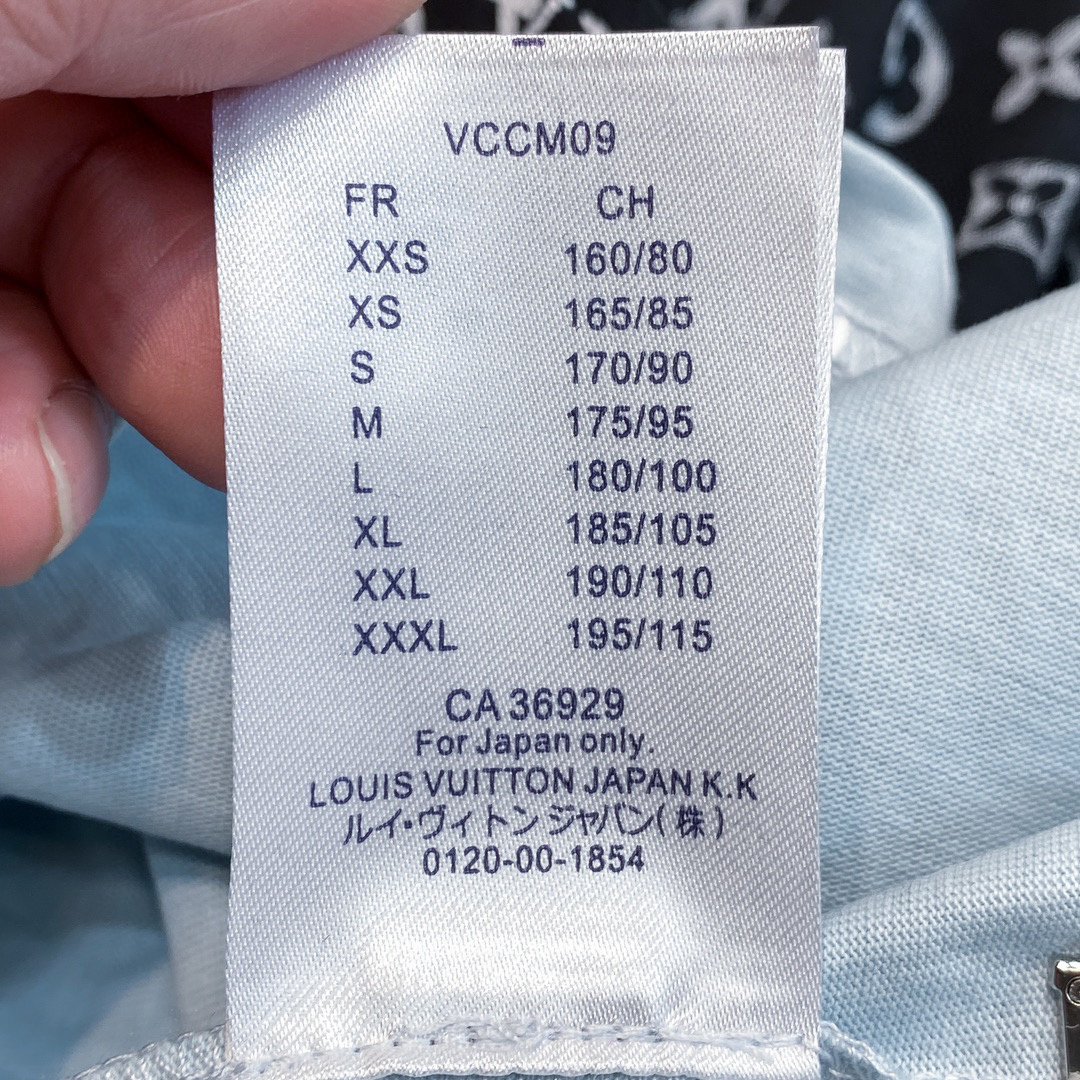 VCCM09
FR CH
XXS 160/80
XS 165/85
S 170/90
M 175/95
L 180/100
XL 185/105
XXL 190/110
XXXL 195/115
CA 36929
For Japan only.
LOUIS VUITTON JAPAN K.K
ルイ・ヴィトン ジャパン(株)
0120-00-1854